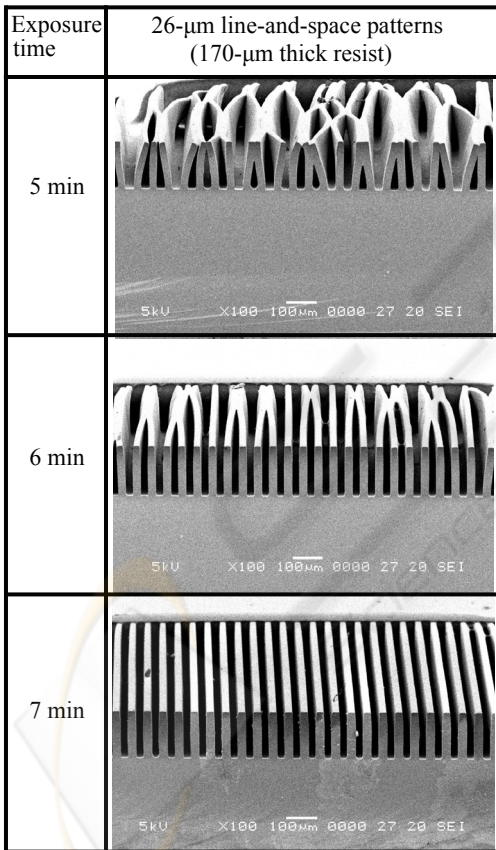 Exposure
time
26-μm line-and-space patterns
(170-μm thick resist)
5 min
5kV X100 100μm 0000 27 20 SEI
6 min
5kV X100 100μm 0000 27 20 SEI
7 min
5kV X100 100μm 0000 27 20 SEI